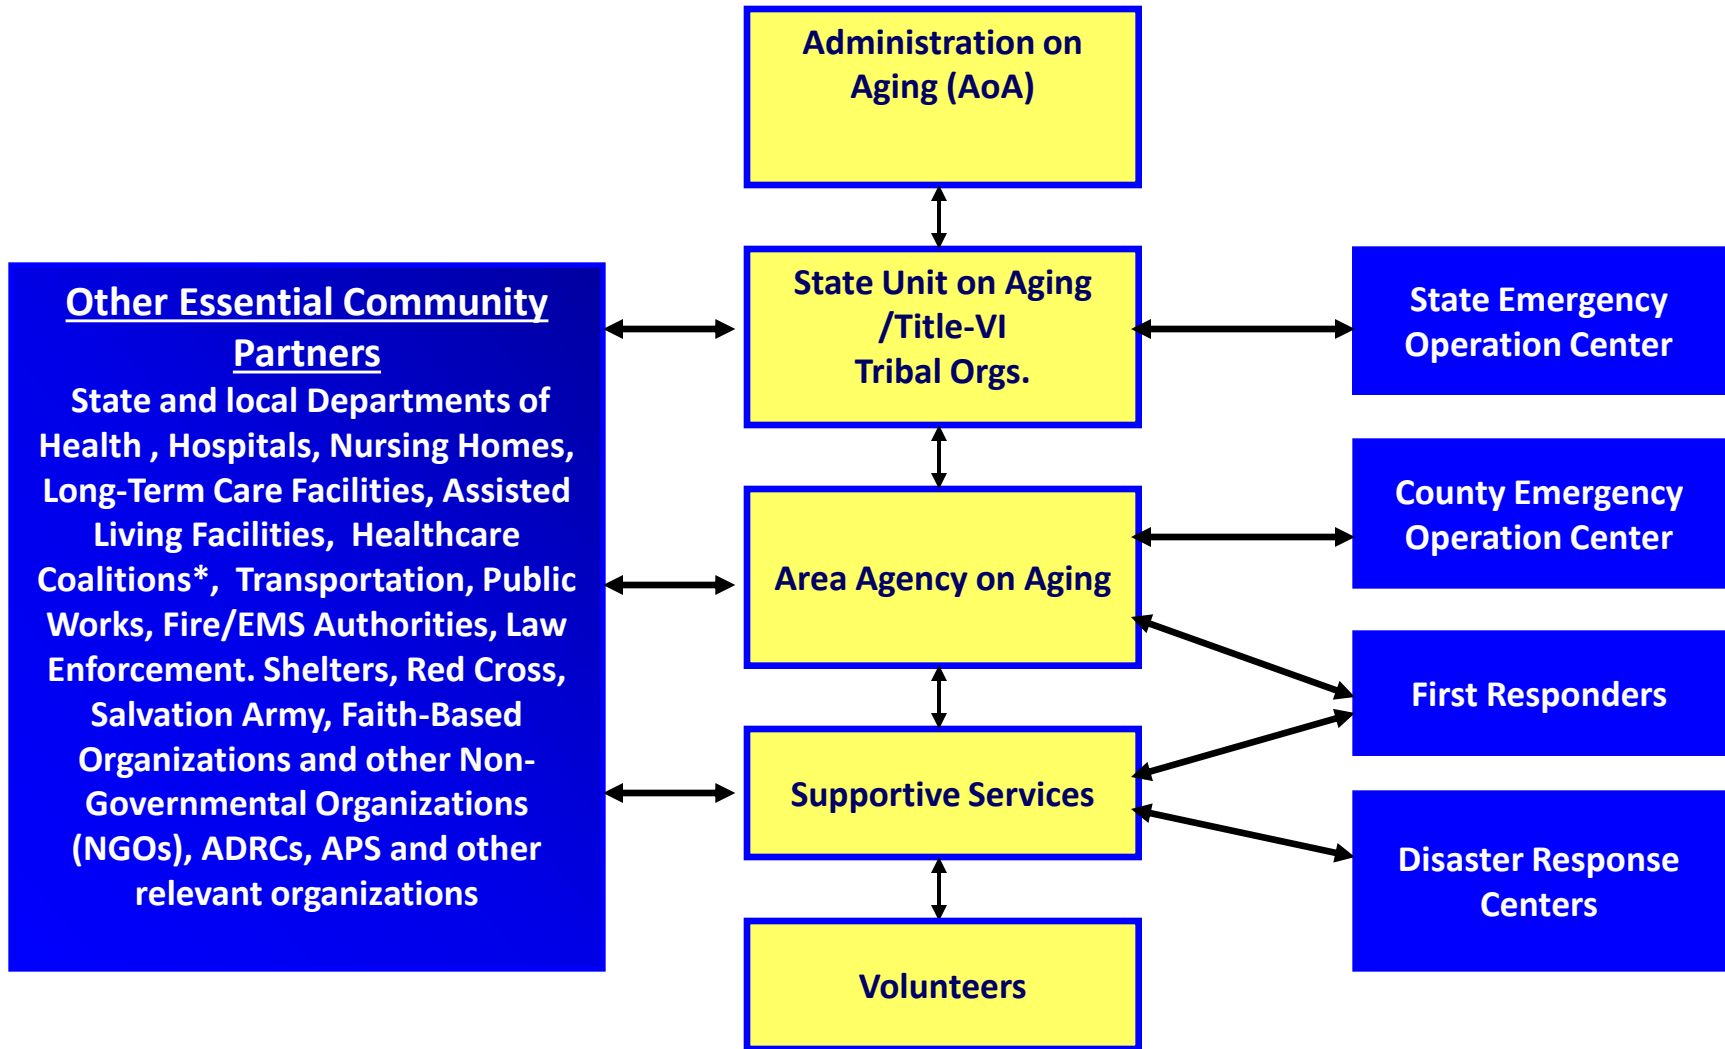 Administration on
Aging (AoA)
Other Essential Community
Partners
State and local Departments of
Health , Hospitals, Nursing Homes,
Long-Term Care Facilities, Assisted
Living Facilities,  Healthcare
Coalitions*,  Transportation, Public
Works, Fire/EMS Authorities, Law
Enforcement. Shelters, Red Cross,
Salvation Army, Faith-Based
Organizations and other Non-
Governmental Organizations
(NGOs), ADRCs, APS and other
relevant organizations
State Unit on Aging
/Title-VI
Tribal Orgs.
Area Agency on Aging
Supportive Services
Volunteers
State Emergency
Operation Center
County Emergency
Operation Center
First Responders
Disaster Response
Centers